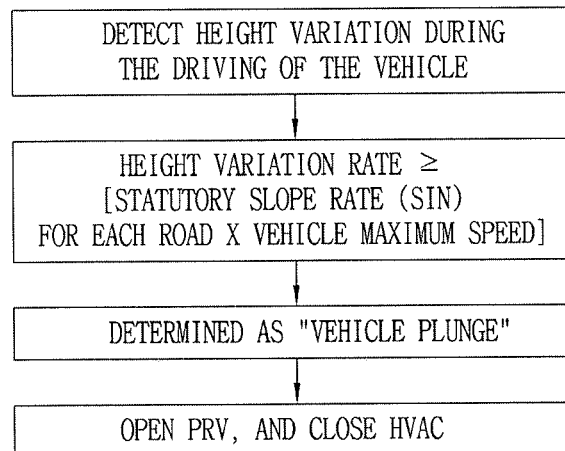 DETECT HEIGHT VARIATION DURING
THE DRIVING OF THE VEHICLE
HEIGHT VARIATION RATE ≥
[STATUTORY SLOPE RATE (SIN)
FOR EACH ROAD X VEHICLE MAXIMUM SPEED]
DETERMINED AS "VEHICLE PLUNGE"
OPEN PRV, AND CLOSE HVAC